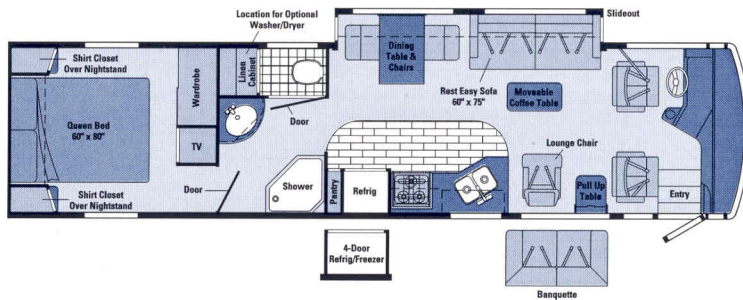 Location for Optional
Washer/Dryer
Slideout
Shirt Closet
Over Nightstand
Wardrobe
Linen
Cabinet
Dining
Table &
Chairs
Rest Easy Sofa
60" x 75"
Moveable
Coffee Table
Queen Bed
60" x 80"
TV
Door
Lounge Chair
Door
Shower
Pantry
Refrig
Pull Up
Table
Entry
Shirt Closet
Over Nightstand
4-Door
Refrig/Freezer
Banquette